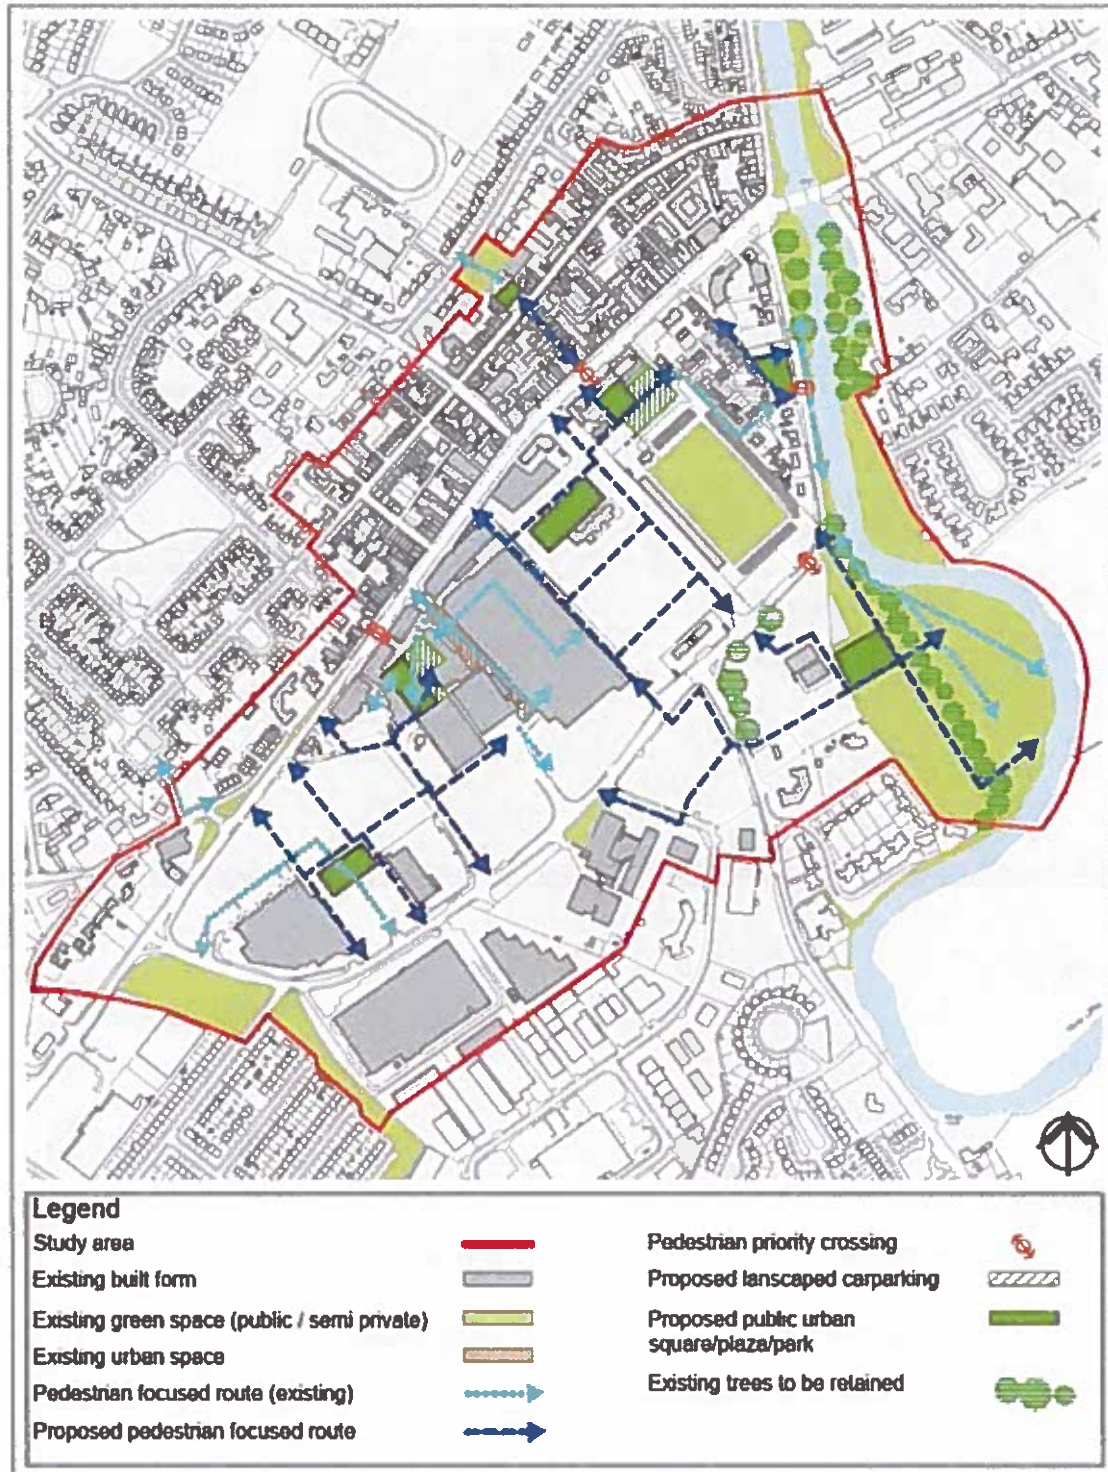 Legend
Study area
Existing built form
Existing green space (public / semi private)
Existing urban space
Pedestrian focused route (existing)
Proposed pedestrian focused route
Pedestrian priority crossing
Proposed lanscaped carparking
Proposed public urban
square/plaza/park
Existing trees to be retained